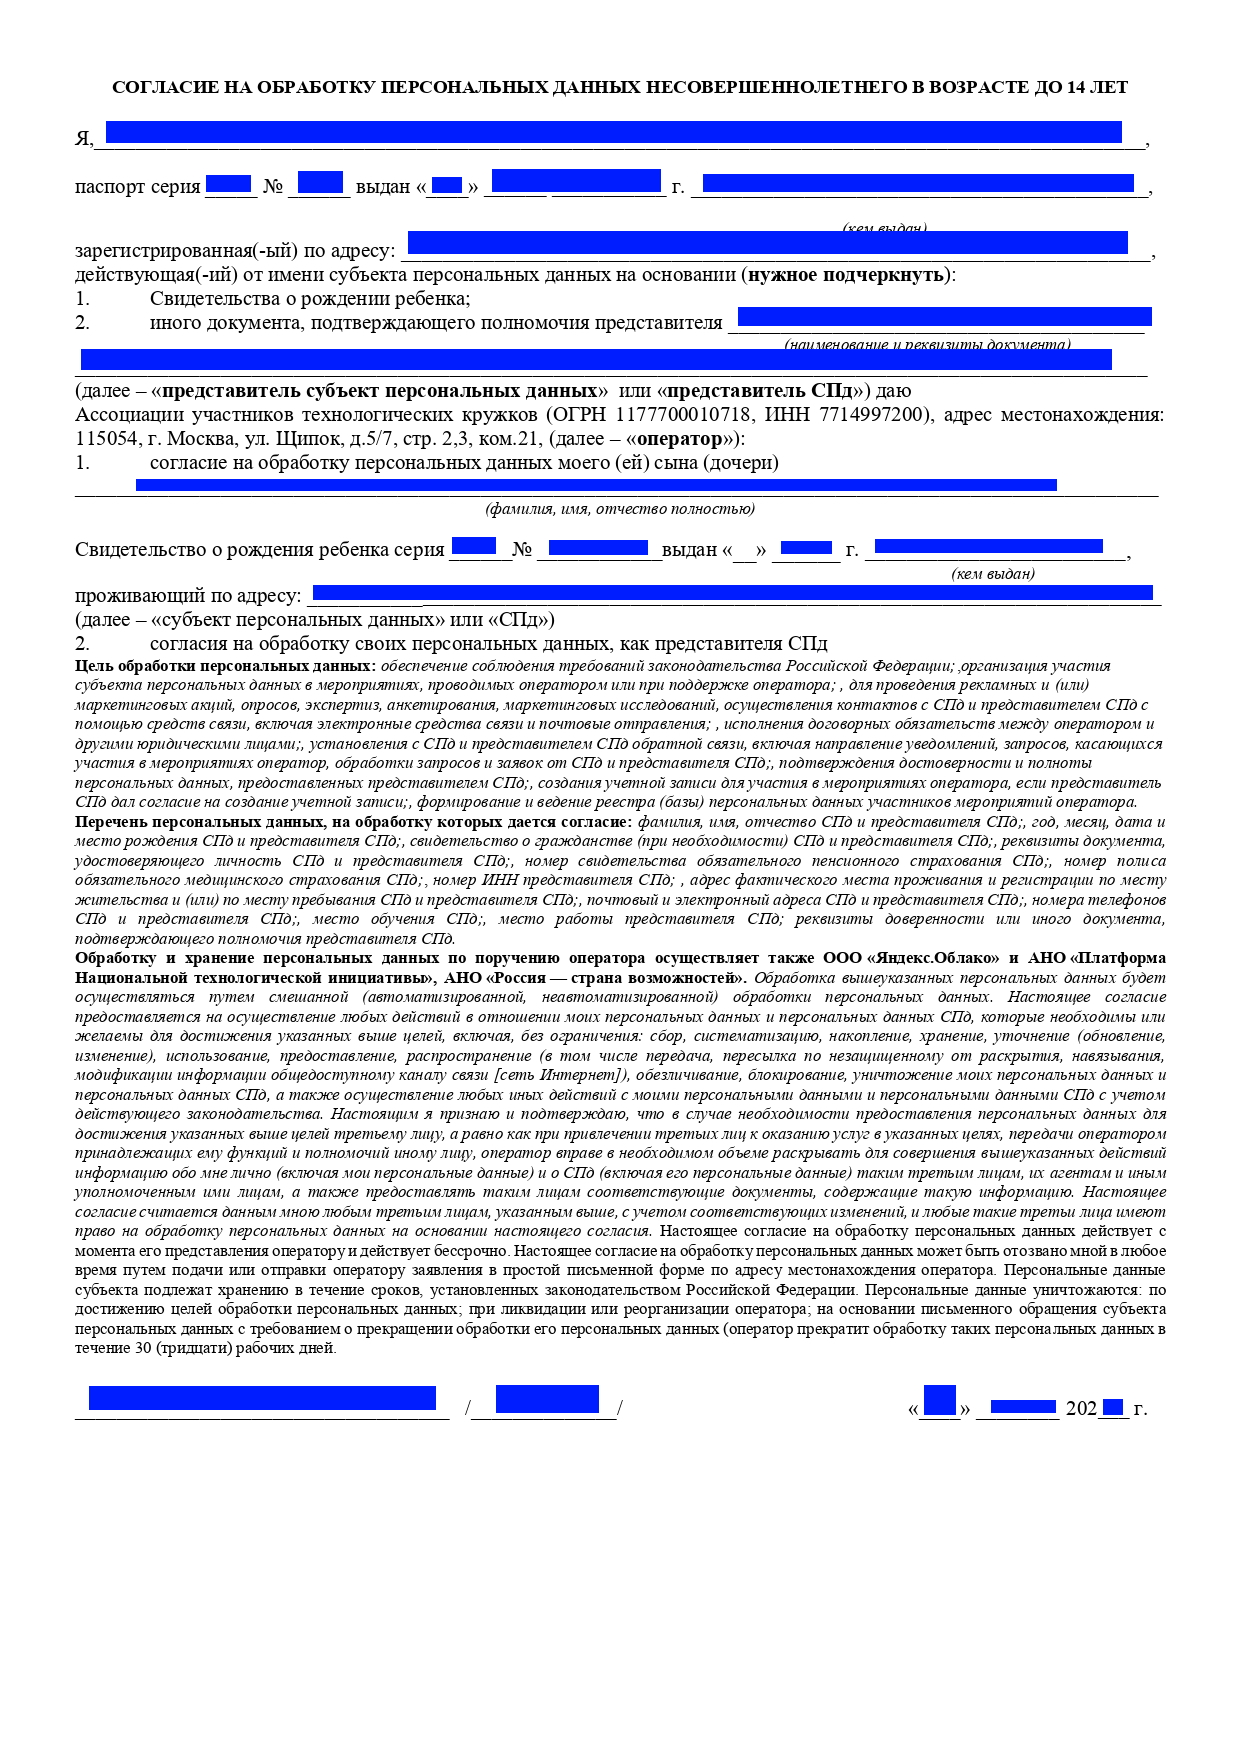 СОГЛАСИЕ НА ОБРАБОТКУ ПЕРСОНАЛЬНЫХ ДАННЫХ НЕСОВЕРШЕННОЛЕТНЕГО В ВОЗРАСТЕ ДО 14 ЛЕТ
Я,__________,
паспорт серия _____ № ______ выдан «____» ______ ___________ г. __________,
(кем выдан)
зарегистрированная(-ый) по адресу: __________,
действующая(-ий) от имени субъекта персональных данных на основании (нужное подчеркнуть):
1. Свидетельства о рождении ребенка;
2. иного документа, подтверждающего полномочия представителя __________
(наименование и реквизиты документа)
(далее – «представитель субъект персональных данных» или «представитель СПд») даю
Ассоциации участников технологических кружков (ОГРН 1177700010718, ИНН 7714997200), адрес местонахождения:
115054, г. Москва, ул. Щипок, д.5/7, стр. 2,3, ком.21, (далее – «оператор»):
1. согласие на обработку персональных данных моего (ей) сына (дочери)
(фамилия, имя, отчество полностью)
Свидетельство о рождения ребенка серия ______№ ____________выдан «__» _______ г. __________,
(кем выдан)
проживающий по адресу: __________
(далее – «субъект персональных данных» или «СПд»)
2. согласия на обработку своих персональных данных, как представителя СПд
Цель обработки персональных данных: обеспечение соблюдения требований законодательства Российской Федерации; ,организация участия
субъекта персональных данных в мероприятиях, проводимых оператором или при поддержке оператора; , для проведения рекламных и (или)
маркетинговых акций, опросов, экспертиз, анкетирования, маркетинговых исследований, осуществления контактов с СПд и представителем СПд с
помощью средств связи, включая электронные средства связи и почтовые отправления; , исполнения договорных обязательств между оператором и
другими юридическими лицами;, установления с СПд и представителем СПд обратной связи, включая направление уведомлений, запросов, касающихся
участия в мероприятиях оператор, обработки запросов и заявок от СПд и представителя СПд;, подтверждения достоверности и полноты
персональных данных, предоставленных представителем СПд;, создания учетной записи для участия в мероприятиях оператора, если представитель
СПд дал согласие на создание учетной записи;, формирование и ведение реестра (базы) персональных данных участников мероприятий оператора.
Перечень персональных данных, на обработку которых дается согласие: фамилия, имя, отчество СПд и представителя СПд;, год, месяц, дата и
место рождения СПд и представителя СПд;, свидетельство о гражданстве (при необходимости) СПд и представителя СПд;, реквизиты документа,
удостоверяющего личность СПд и представителя СПд;, номер свидетельства обязательного пенсионного страхования СПд;, номер полиса
обязательного медицинского страхования СПд;, номер ИНН представителя СПд; , адрес фактического места проживания и регистрации по месту
жительства и (или) по месту пребывания СПд и представителя СПд;, почтовый и электронный адреса СПд и представителя СПд;, номера телефонов
СПд и представителя СПд;, место обучения СПд;, место работы представителя СПд; реквизиты доверенности или иного документа,
подтверждающего полномочия представителя СПд.
Обработку и хранение персональных данных по поручению оператора осуществляет также ООО «Яндекс.Облако» и АНО «Платформа
Национальной технологической инициативы», АНО «Россия — страна возможностей». Обработка вышеуказанных персональных данных будет
осуществляться путем смешанной (автоматизированной, неавтоматизированной) обработки персональных данных. Настоящее согласие
предоставляется на осуществление любых действий в отношении моих персональных данных и персональных данных СПд, которые необходимы или
желаемы для достижения указанных выше целей, включая, без ограничения: сбор, систематизацию, накопление, хранение, уточнение (обновление,
изменение), использование, предоставление, распространение (в том числе передача, пересылка по незащищенному от раскрытия, навязывания,
модификации информации общедоступному каналу связи [сеть Интернет]), обезличивание, блокирование, уничтожение моих персональных данных и
персональных данных СПд, а также осуществление любых иных действий с моими персональными данными и персональными данными СПд с учетом
действующего законодательства. Настоящим я признаю и подтверждаю, что в случае необходимости предоставления персональных данных для
достижения указанных выше целей третьему лицу, а равно как при привлечении третьих лиц к оказанию услуг в указанных целях, передачи оператором
принадлежащих ему функций и полномочий иному лицу, оператор вправе в необходимом объеме раскрывать для совершения вышеуказанных действий
информацию обо мне лично (включая мои персональные данные) и о СПд (включая его персональные данные) таким третьим лицам, их агентам и иным
уполномоченным ими лицам, а также предоставлять таким лицам соответствующие документы, содержащие такую информацию. Настоящее
согласие считается данным мною любым третьим лицам, указанным выше, с учетом соответствующих изменений, и любые такие третьи лица имеют
право на обработку персональных данных на основании настоящего согласия. Настоящее согласие на обработку персональных данных действует с
момента его представления оператору и действует бессрочно. Настоящее согласие на обработку персональных данных может быть отозвано мной в любое
время путем подачи или отправки оператору заявления в простой письменной форме по адресу местонахождения оператора. Персональные данные
субъекта подлежат хранению в течение сроков, установленных законодательством Российской Федерации. Персональные данные уничтожаются: по
достижению целей обработки персональных данных; при ликвидации или реорганизации оператора; на основании письменного обращения субъекта
персональных данных с требованием о прекращении обработки его персональных данных (оператор прекратит обработку таких персональных данных в
течение 30 (тридцати) рабочих дней.
__________ /__________/ «____» ________ 202___ г.